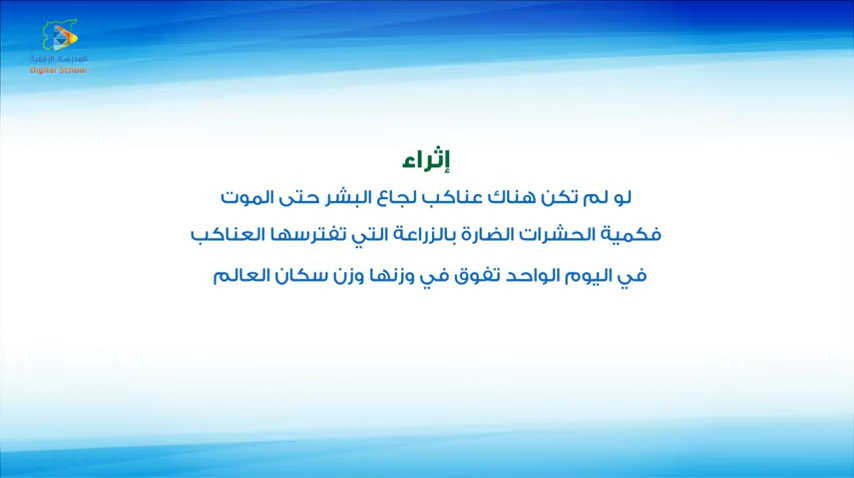 المدرسة الرقمية
Digital School
إثراء
لو لم تكن هناك عناكب لجاع البشر حتى الموت
فكمية الحشرات الضارة بالزراعة التي تفترسها العناكب
في اليوم الواحد تفوق في وزنها وزن سكان العالم